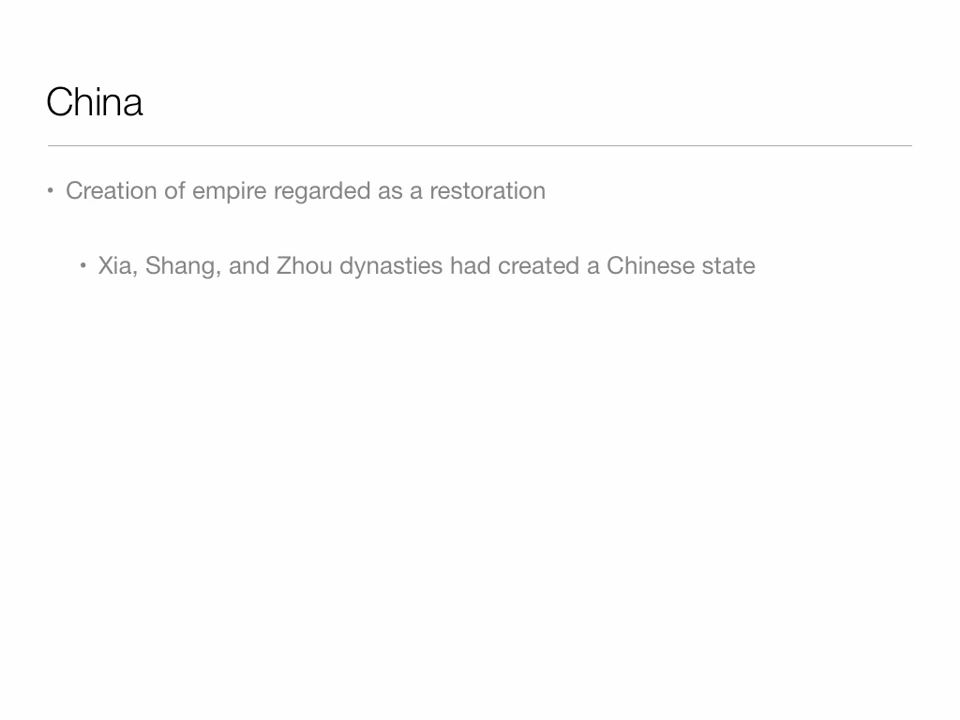 China
• Creation of empire regarded as a restoration
• Xia, Shang, and Zhou dynasties had created a Chinese state